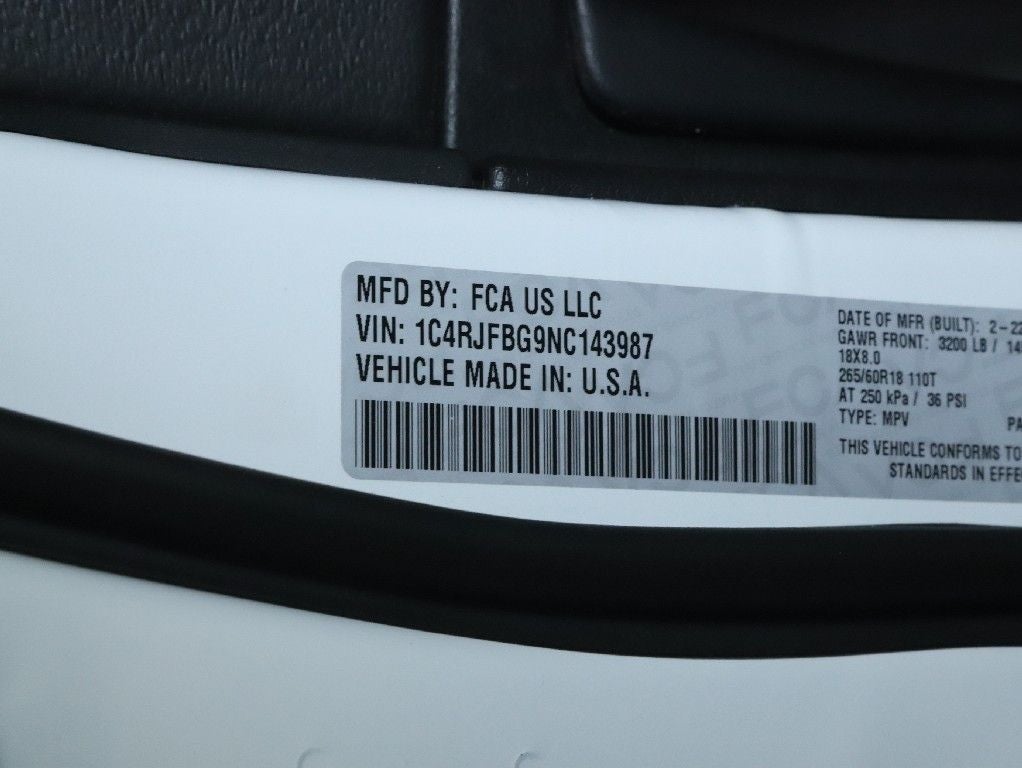 MFD BY: FCA US LLC
VIN: 1C4RJFBG9NC143987
VEHICLE MADE IN: U.S.A.
DATE OF MFR (BUILT): 2-22
GAWR FRONT: 3200 LB /
18X8.0
265/60R18 110T
AT 250 kPa / 36 PSI
TYPE: MPV
THIS VEHICLE CONFORMS TO
STANDARDS IN